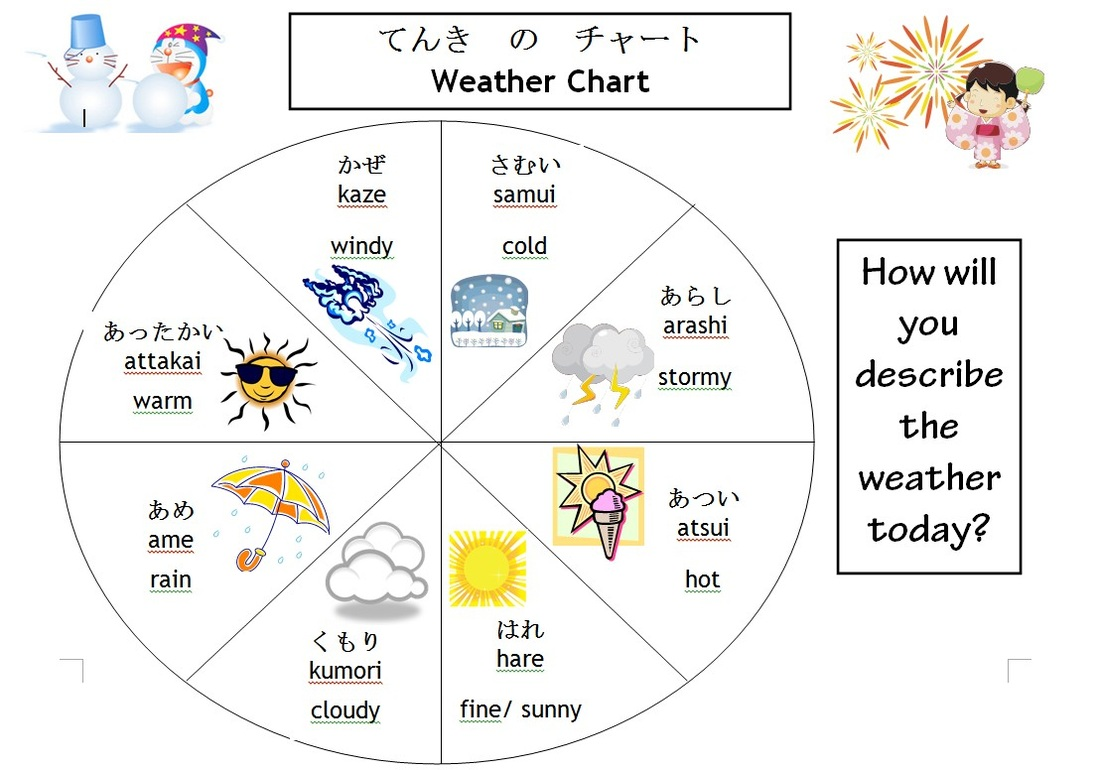 てんき の チャート
Weather Chart
かぜ
kaze
windy
さむい
samui
cold
あらし
arashi
stormy
あつい
atsui
hot
はれ
hare
fine/ sunny
くもり
kumori
cloudy
あめ
ame
rain
あったかい
attakai
warm
How will
you
describe
the
weather
today?